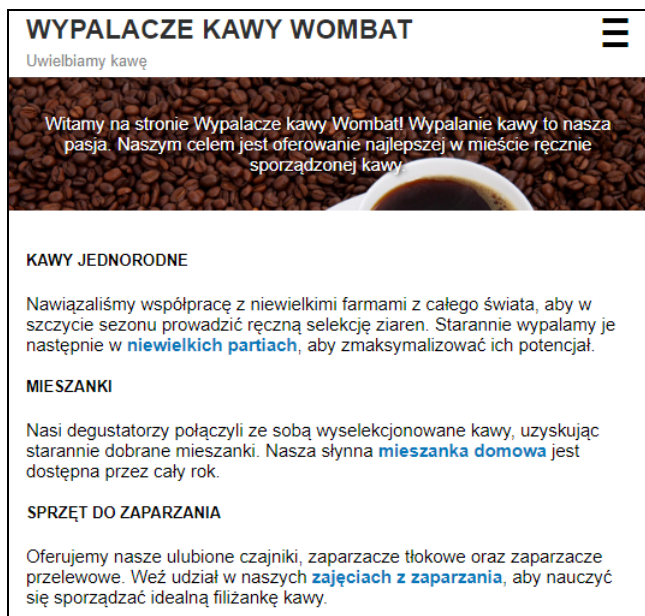 WYPALACZE KAWY WOMBAT
Uwielbiamy kawę
Witamy na stronie Wypalacze kawy Wombat! Wypalanie kawy to nasza
pasja. Naszym celem jest oferowanie najlepszej w mieście ręcznie
sporządzonej kawy.
KAWY JEDNORODNE
Nawiązaliśmy współpracę z niewielkimi farmami z całego świata, aby w
szczycie sezonu prowadzić ręczną selekcję ziaren. Starannie wypalamy je
następnie w niewielkich partiach, aby zmaksymalizować ich potencjał.
MIESZANKI
Nasi degustatorzy połączyli ze sobą wyselekcjonowane kawy, uzyskując
starannie dobrane mieszanki. Nasza słynna mieszanka domowa jest
dostępna przez cały rok.
SPRZĘT DO ZAPARZANIA
Oferujemy nasze ulubione czajniki, zaparzacze tłokowe oraz zaparzacze
przelewowe. Weź udział w naszych zajęciach z zaparzania, aby nauczyć
się sporządzać idealną filiżankę kawy.